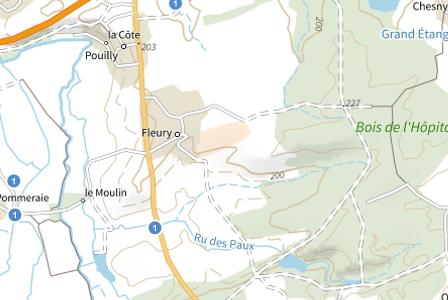 1
200
Chesny
Grand Étang
la Côte
203
Pouilly
227
Fleury
Bois de l'Hôpit
1
200
le Moulin
Pommeraie
1
1
Ru des Paux